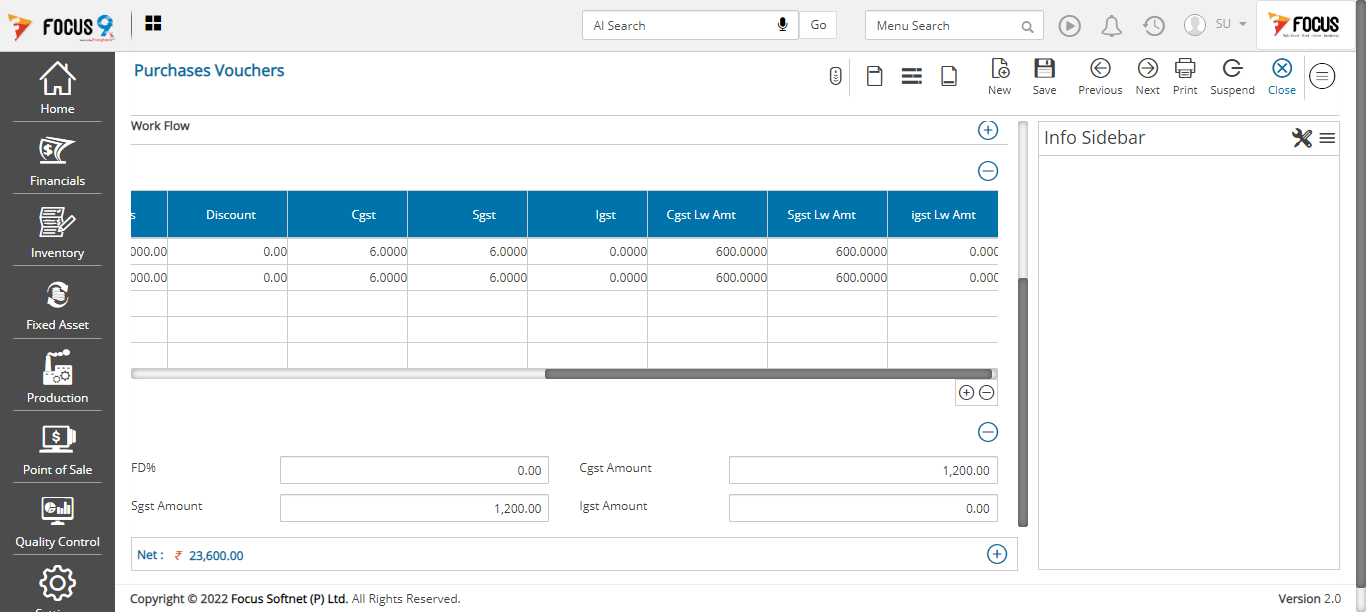 FOCUS 9
AI Search
Go
Menu Search
SU
FOCUS
Home
Financials
Inventory
Fixed Asset
Production
Point of Sale
Quality Control
Purchases Vouchers
New Save Previous Next Print Suspend Close
Work Flow
Info Sidebar
s Discount Cgst Sgst Igst Cgst Lw Amt Sgst Lw Amt igst Lw Amt
000.00 0.00 6.0000 6.0000 0.0000 600.0000 600.0000 0.000
000.00 0.00 6.0000 6.0000 0.0000 600.0000 600.0000 0.000
FD% 0.00 Cgst Amount 1,200.00
Sgst Amount 1,200.00 Igst Amount 0.00
Net : ₹ 23,600.00
Copyright © 2022 Focus Softnet (P) Ltd. All Rights Reserved.
Version 2.0